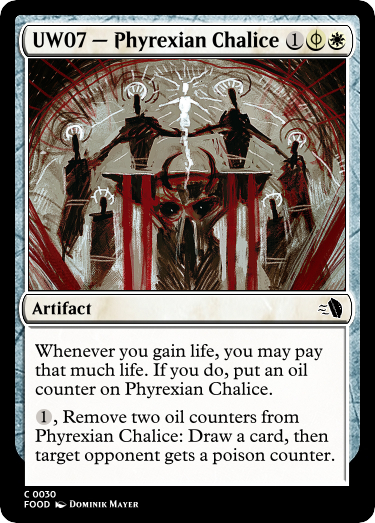 UW07 — Phyrexian Chalice 1
Artifact
Whenever you gain life, you may pay
that much life. If you do, put an oil
counter on Phyrexian Chalice.
1, Remove two oil counters from
Phyrexian Chalice: Draw a card, then
target opponent gets a poison counter.
C 0030
FOOD Dominik Mayer